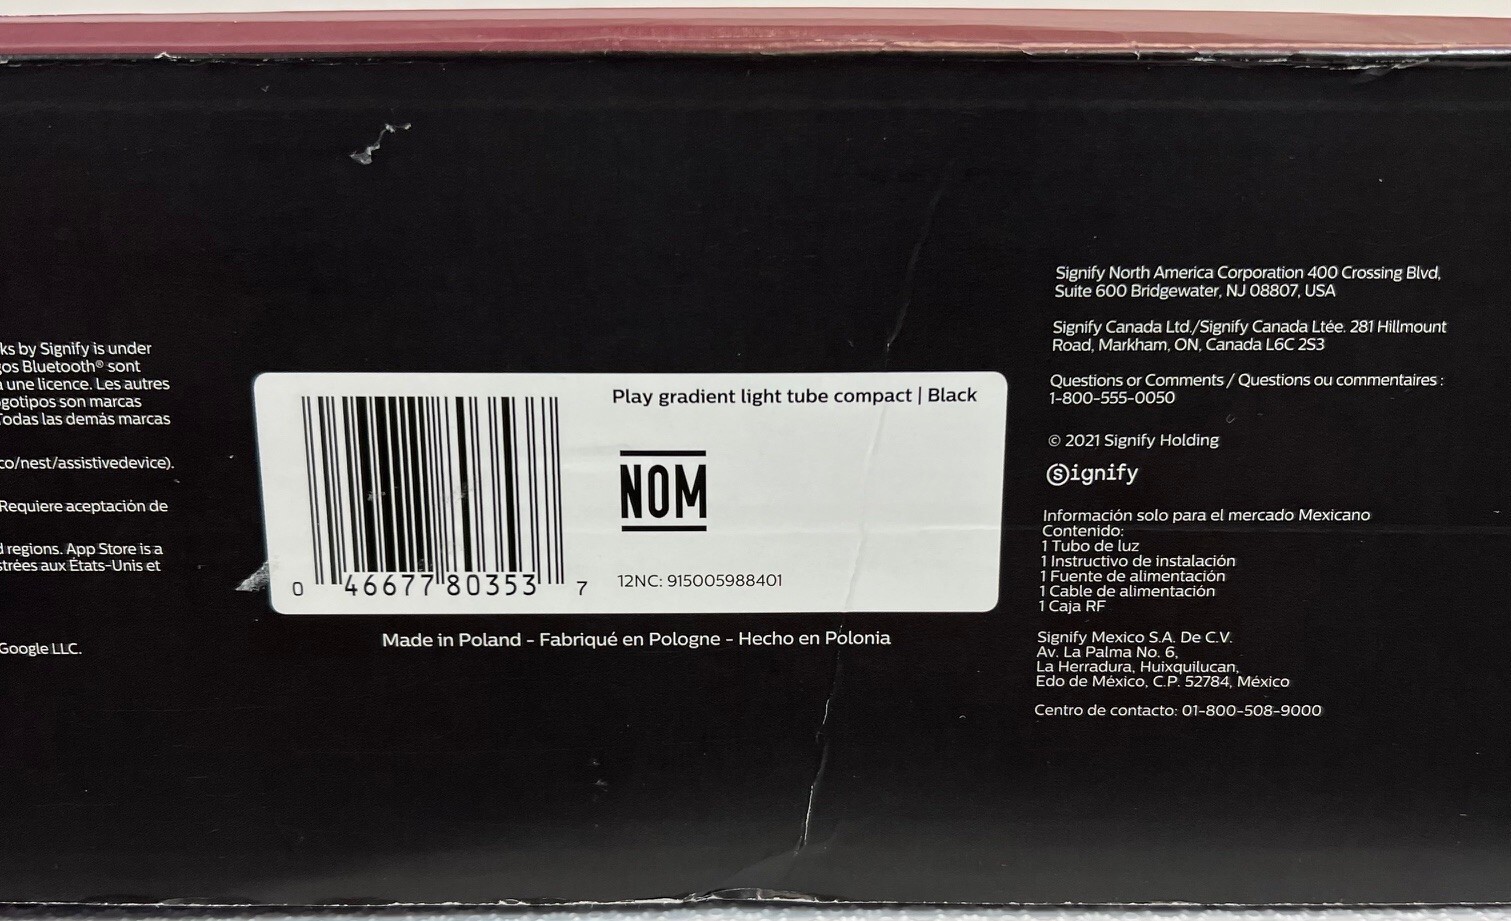 ks by Signify is under
gos Bluetooth® sont
une licence. Les autres
gotipos son marcas
Todas las demás marcas
co/nest/assistivedevice).
Requiere aceptación de
d regions. App Store is a
strées aux États-Unis et
Google LLC.
Play gradient light tube compact | Black
NOM
0 46677 80353 7
12NC: 915005988401
Made in Poland - Fabriqué en Pologne - Hecho en Polonia
Signify North America Corporation 400 Crossing Blvd,
Suite 600 Bridgewater, NJ 08807, USA
Signify Canada Ltd./Signify Canada Ltée. 281 Hillmount
Road, Markham, ON, Canada L6C 2S3
Questions or Comments / Questions ou commentaires :
1-800-555-0050
© 2021 Signify Holding
Signify
Información solo para el mercado Mexicano
Contenido:
1 Tubo de luz
1 Instructivo de instalación
1 Fuente de alimentación
1 Cable de alimentación
1 Caja RF
Signify Mexico S.A. De C.V.
Av. La Palma No. 6,
La Herradura, Huixquilucan,
Edo de México, C.P. 52784, México
Centro de contacto: 01-800-508-9000